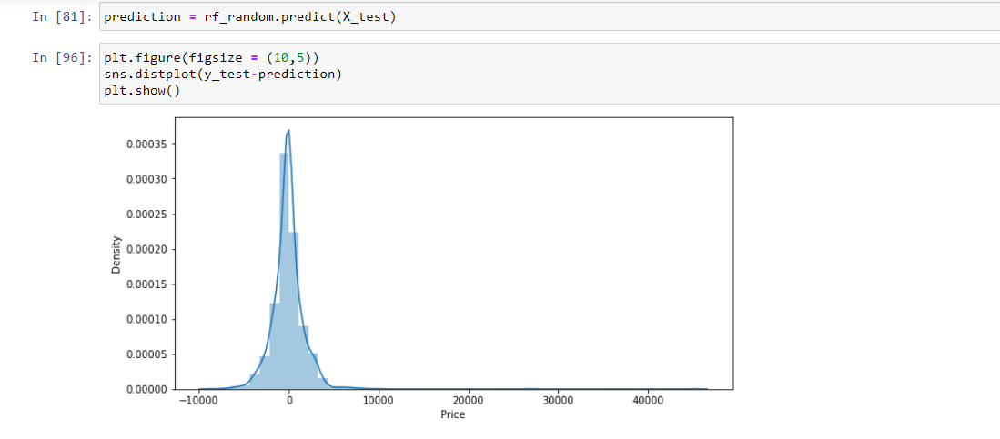 In [81]: prediction = rf_random.predict(X_test)
In [96]: plt.figure(figsize = (10,5))
sns.distplot(y_test-prediction)
plt.show()
0.00035
0.00030
0.00025
0.00020
0.00015
0.00010
0.00005
0.00000
Density
−10000 0 10000 20000 30000 40000
Price